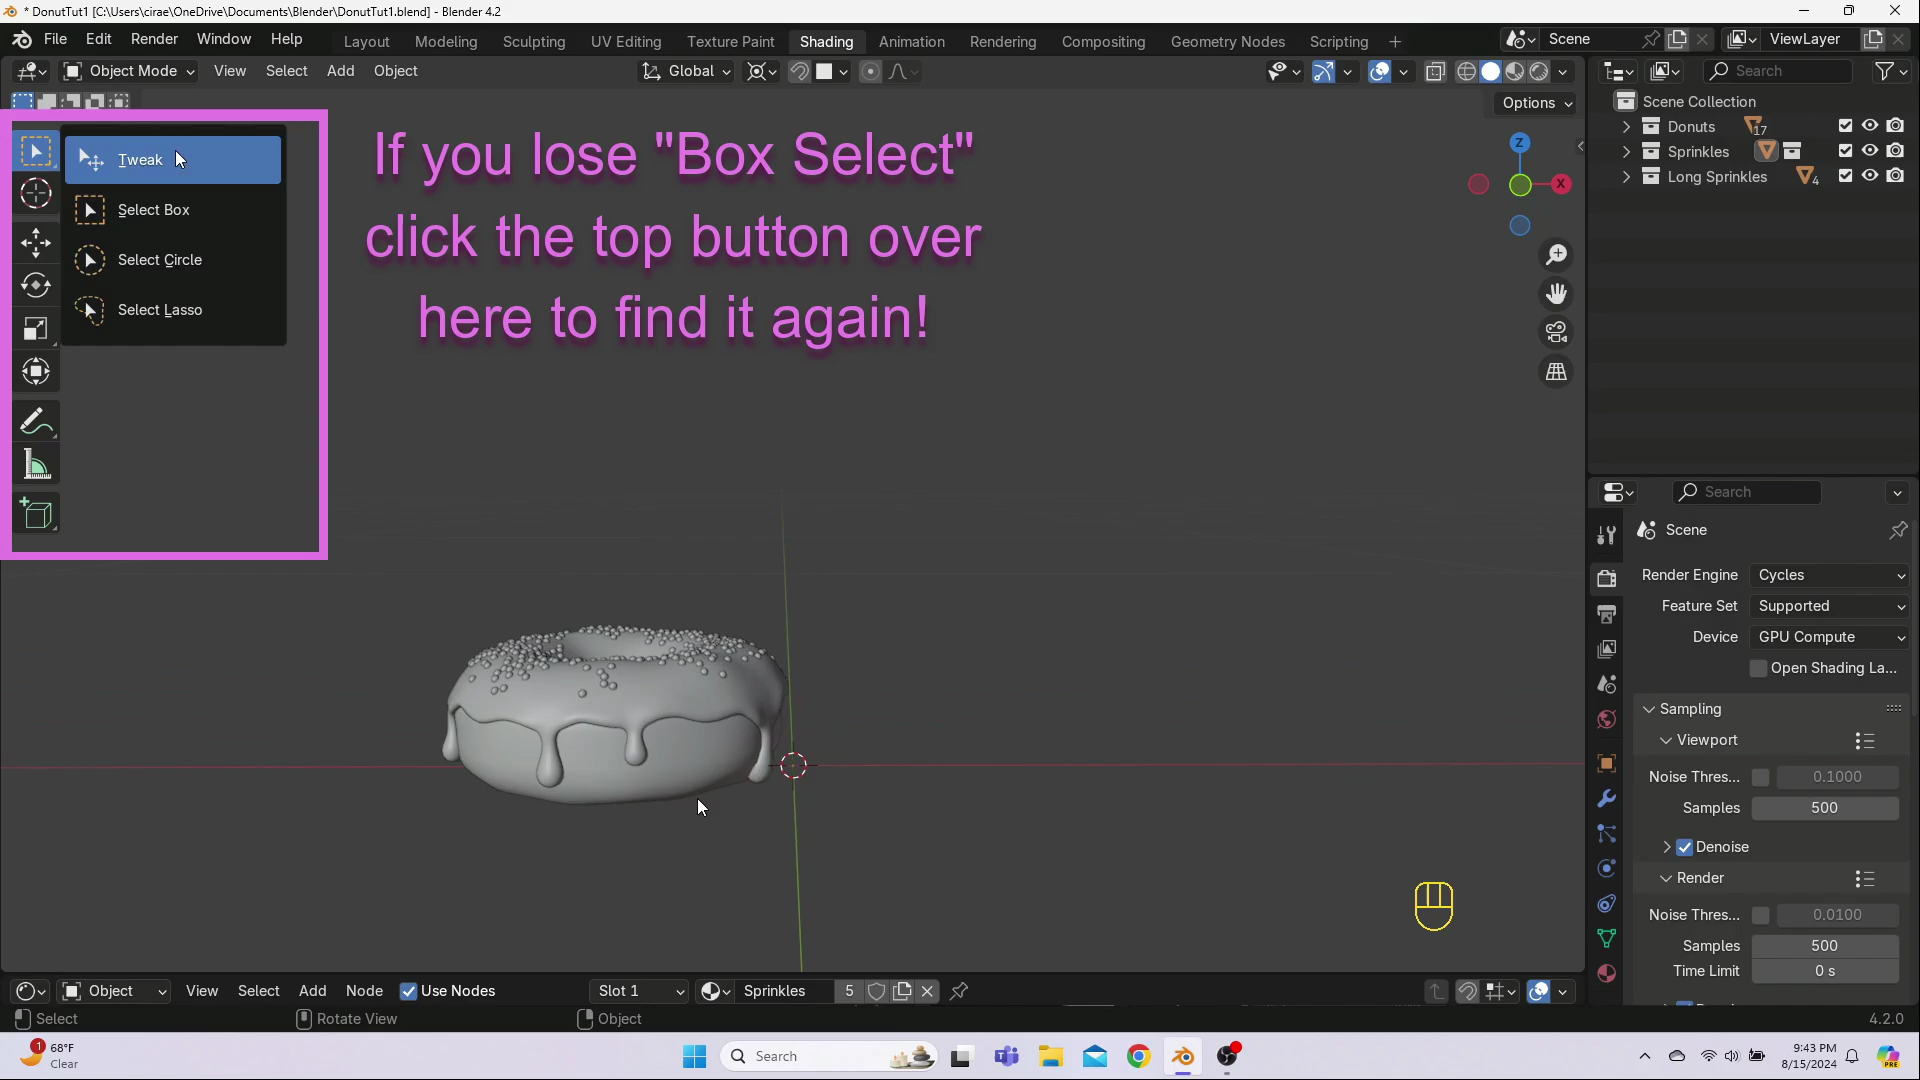 * DonutTut1 [C:\Users\cirae\OneDrive\Documents\Blender\DonutTut1.blend] - Blender 4.2
File Edit Render Window Help Layout Modeling Sculpting UV Editing Texture Paint Shading Animation Rendering Compositing Geometry Nodes Scripting + Scene ViewLayer
Object Mode View Select Add Object Global Search
Options
Scene Collection
Donuts 17
Sprinkles
Long Sprinkles 4
Tweak
Select Box
Select Circle
Select Lasso
If you lose "Box Select"
click the top button over
here to find it again!
Z
X
Search
Scene
Render Engine Cycles
Feature Set Supported
Device GPU Compute
Open Shading La...
Sampling
Viewport
Noise Thres... 0.1000
Samples 500
Denoise
Render
Noise Thres... 0.0100
Samples 500
Time Limit 0 s
Object View Select Add Node Use Nodes Slot 1 Sprinkles 5
Select Rotate View Object 4.2.0
1 68°F
Clear
Search
9:43 PM
8/15/2024
PRE